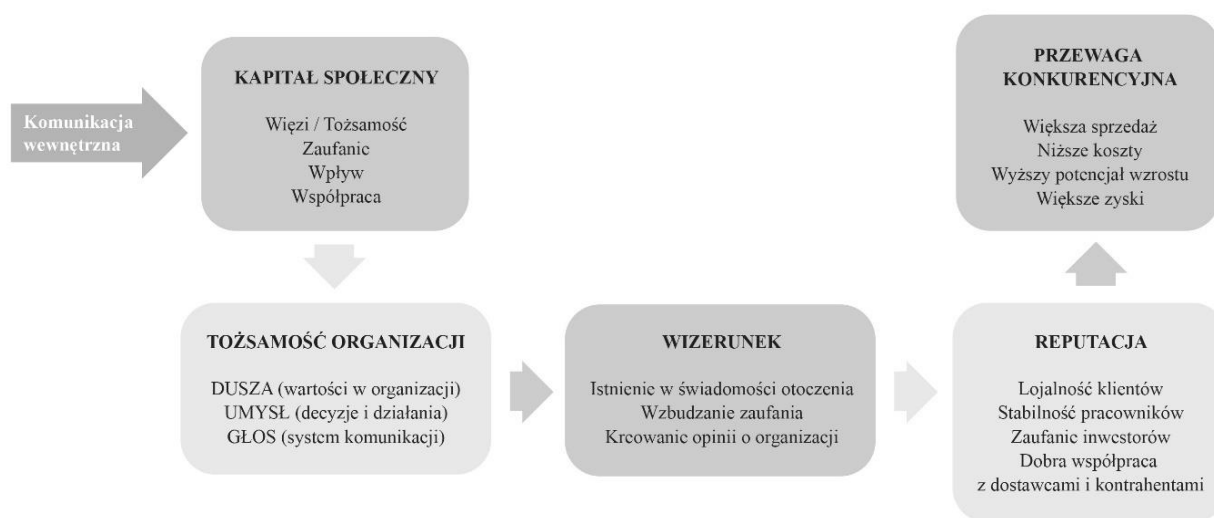 Komunikacja
wewnętrzna
KAPITAŁ SPOŁECZNY
Więzi / Tożsamość
Zaufanie
Wpływ
Współpraca
TOŻSAMOŚĆ ORGANIZACJI
DUSZA (wartości w organizacji)
UMYSŁ (decyzje i działania)
GŁOS (system komunikacji)
WIZERUNEK
Istnienie w świadomości otoczenia
Wzbudzanie zaufania
Kreowanie opinii o organizacji
REPUTACJA
Lojalność klientów
Stabilność pracowników
Zaufanie inwestorów
Dobra współpraca
z dostawcami i kontrahentami
PRZEWAGA
KONKURENCYJNA
Większa sprzedaż
Niższe koszty
Wyższy potencjał wzrostu
Większe zyski